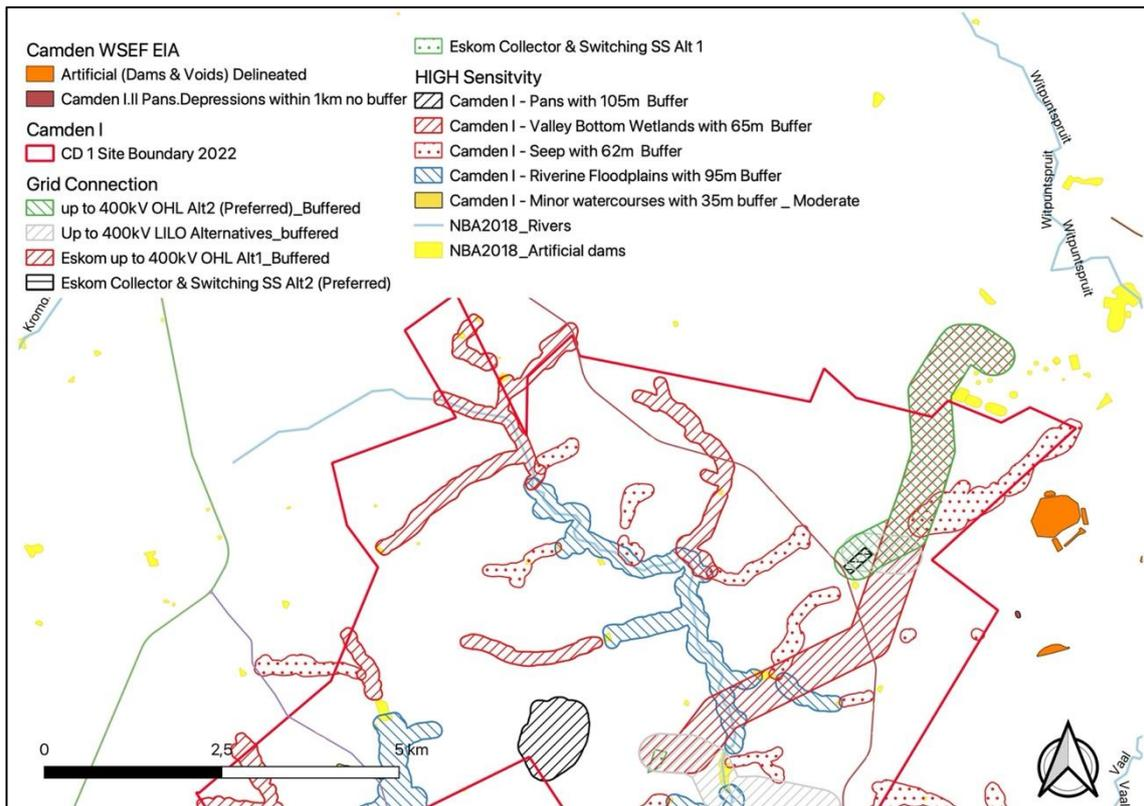 Camden WSEF EIA
Artificial (Dams & Voids) Delineated
Camden I.II Pans.Depressions within 1km no buffer
Camden I
CD 1 Site Boundary 2022
Grid Connection
up to 400kV OHL Alt2 (Preferred)_Buffered
Up to 400kV LILO Alternatives_buffered
Eskom up to 400kV OHL Alt1_Buffered
Eskom Collector & Switching SS Alt2 (Preferred)
Eskom Collector & Switching SS Alt 1
HIGH Sensitvity
Camden I - Pans with 105m Buffer
Camden I - Valley Bottom Wetlands with 65m Buffer
Camden I - Seep with 62m Buffer
Camden I - Riverine Floodplains with 95m Buffer
Camden I - Minor watercourses with 35m buffer _ Moderate
NBA2018_Rivers
NBA2018_Artificial dams
Witpuntspruit
Witpuntspruit
Witpuntspruit
0 2,5 5 km
Vaal